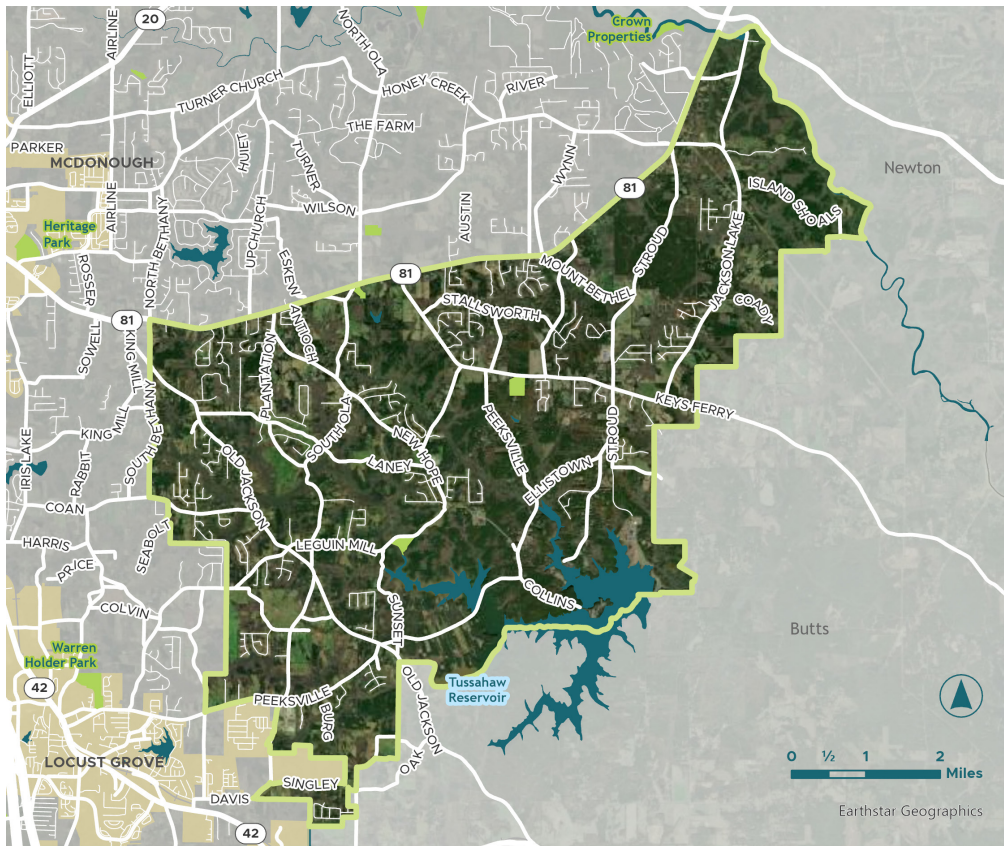 20
AIRLINE
NORTH OLA
Crown
Properties
ELLIOTT
TURNER CHURCH
HONEY CREEK
RIVER
THE FARM
PARKER
MCDONOUGH
HUIET
TURNER
WYNN
Newton
81
ISLAND SHOALS
AIRLINE
WILSON
AUSTIN
Heritage
Park
NORTH BETHANY
UPCHURCH
STROUD
JACKSON LAKE
ROSSER
ESKEW
81
MOUNT BETHEL
STALLSWORTH
COADY
81
ANTIOCH
SOWELL
KING MILL
PLANTATION
KEYS FERRY
SOUTH OLA
PEEKSVILLE
STROUD
KING MILL
SOUTH BETHANY
NEW HOPE
IRIS LAKE
RABBIT
OLD JACKSON
LANEY
ELLISTOWN
COAN
SEABOLT
HARRIS
LEGUIN MILL
PRICE
COLLINS
COLVIN
SUNSET
Butts
Warren
Holder Park
42
Tussahaw
Reservoir
OLD JACKSON
PEEKSVILLE
BURG
LOCUST GROVE
OAK
0 ½ 1 2
Miles
SINGLEY
DAVIS
Earthstar Geographics
42